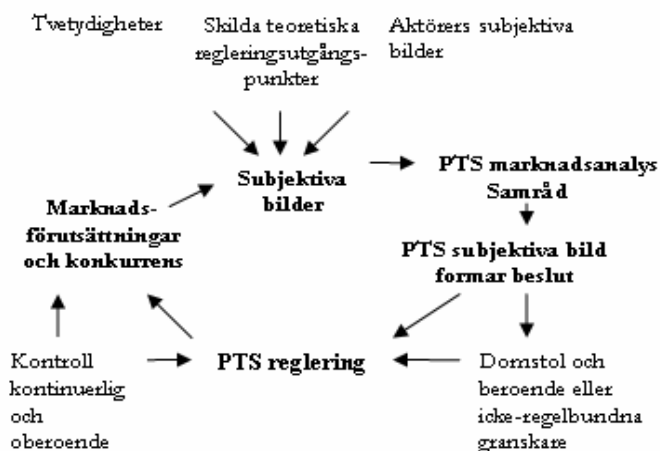 Tvetydigheter
Skilda teoretiska
regleringsutgångs-
punkter
Aktörers subjektiva
bilder
Subjektiva
bilder
PTS marknadsanalys
Samråd
Marknads-
förutsättningar
och konkurrens
PTS subjektiva bild
formar beslut
Kontroll
kontinuerlig
och
oberoende
PTS reglering
Domstol och
beroende eller
icke-regelbundna
granskare